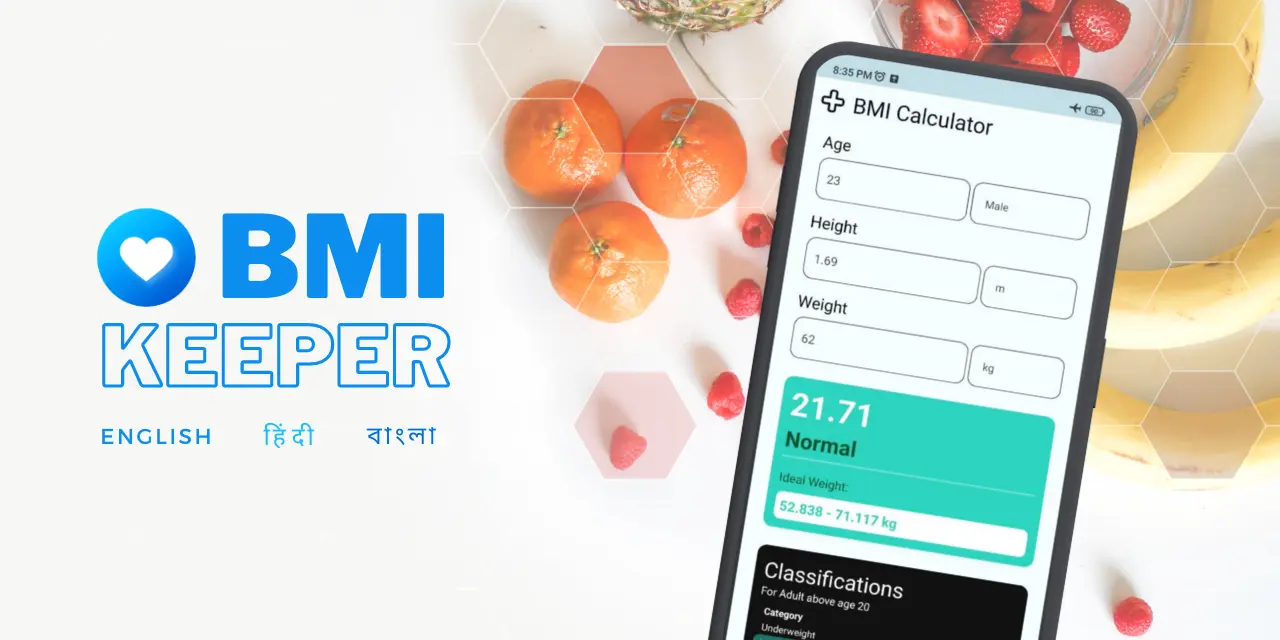 BMI
KEEPER
ENGLISH हिंदी বাংলা
8:35 PM
BMI Calculator
Age
23 Male
Height
1.69 m
Weight
62 kg
21.71
Normal
Ideal Weight:
52.838 - 71.117 kg
Classifications
For Adult above age 20
Category
Underweight